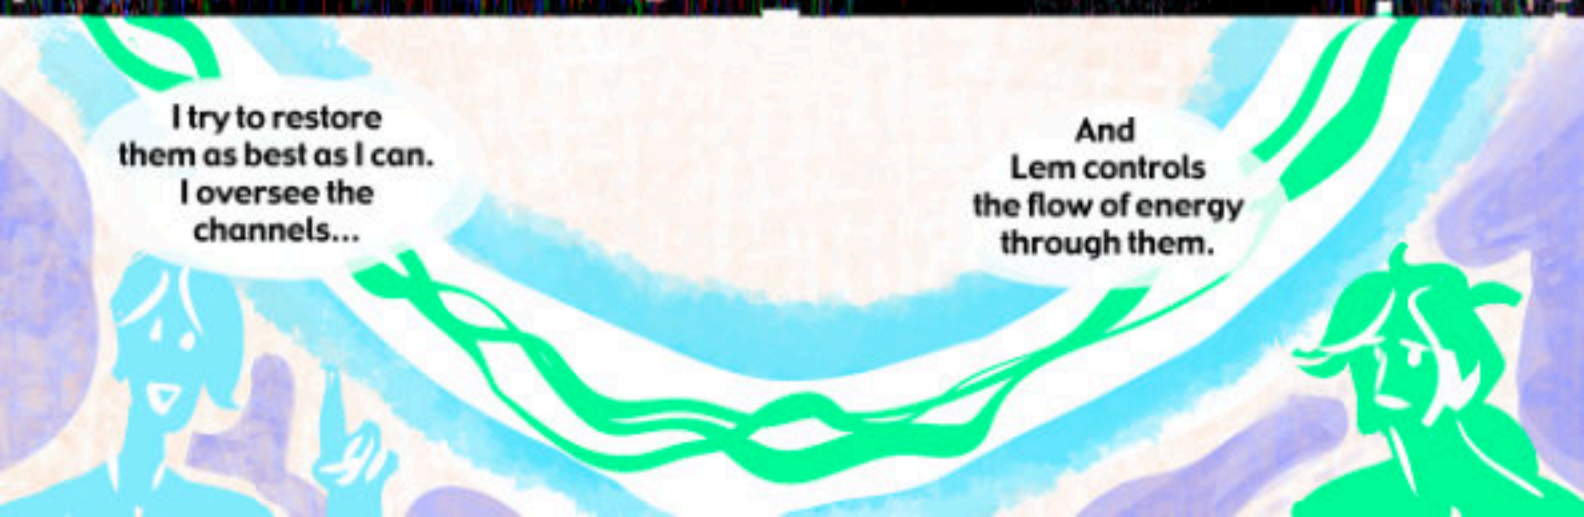 I try to restore
them as best as I can.
I oversee the
channels...
And
Lem controls
the flow of energy
through them.